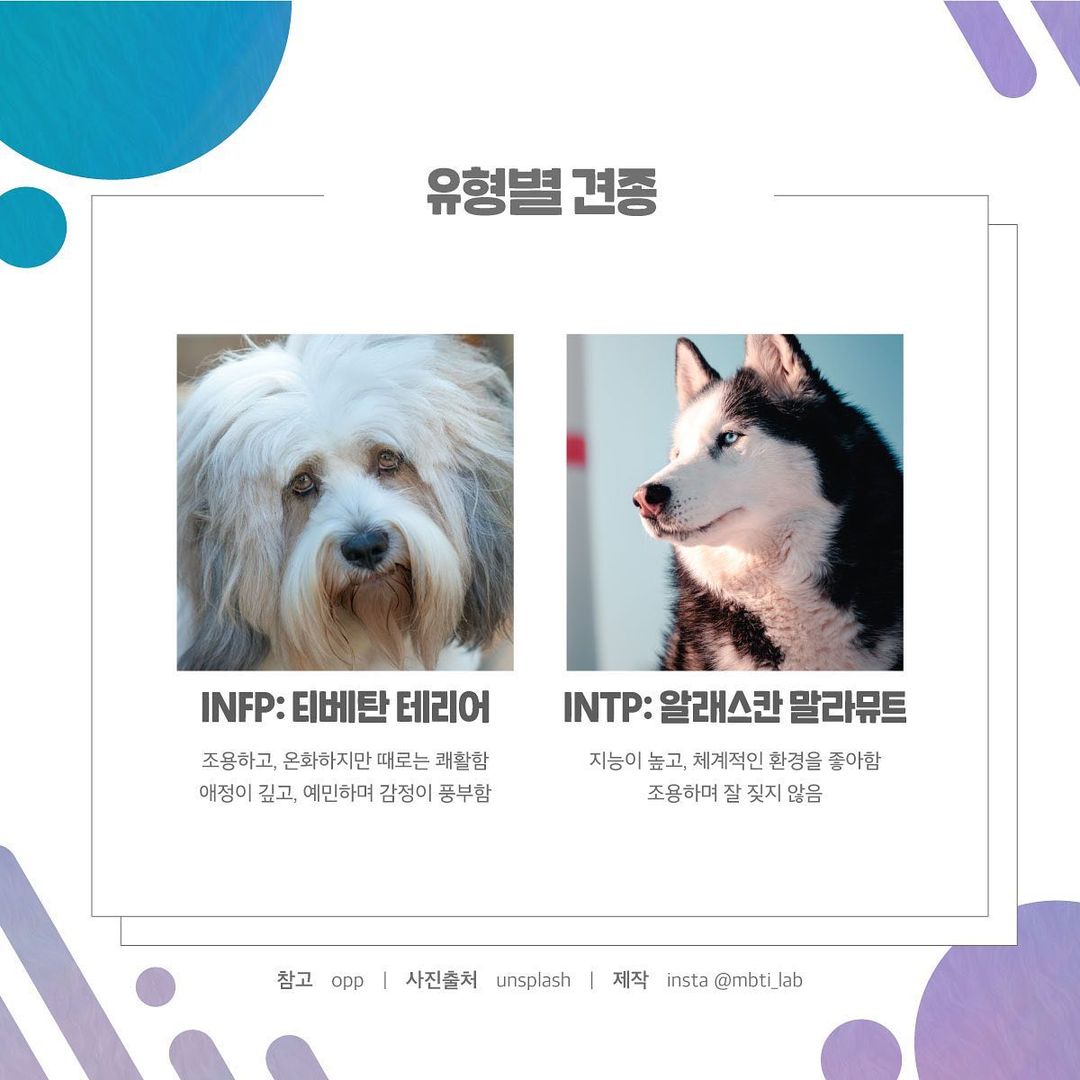 유형별 견종
INFP: 티베탄 테리어
조용하고, 온화하지만 때로는 쾌활함
애정이 깊고, 예민하며 감정이 풍부함
INTP: 알래스칸 말라뮤트
지능이 높고, 체계적인 환경을 좋아함
조용하며 잘 짖지 않음
참고 opp | 사진출처 unsplash | 제작 insta @mbti_lab